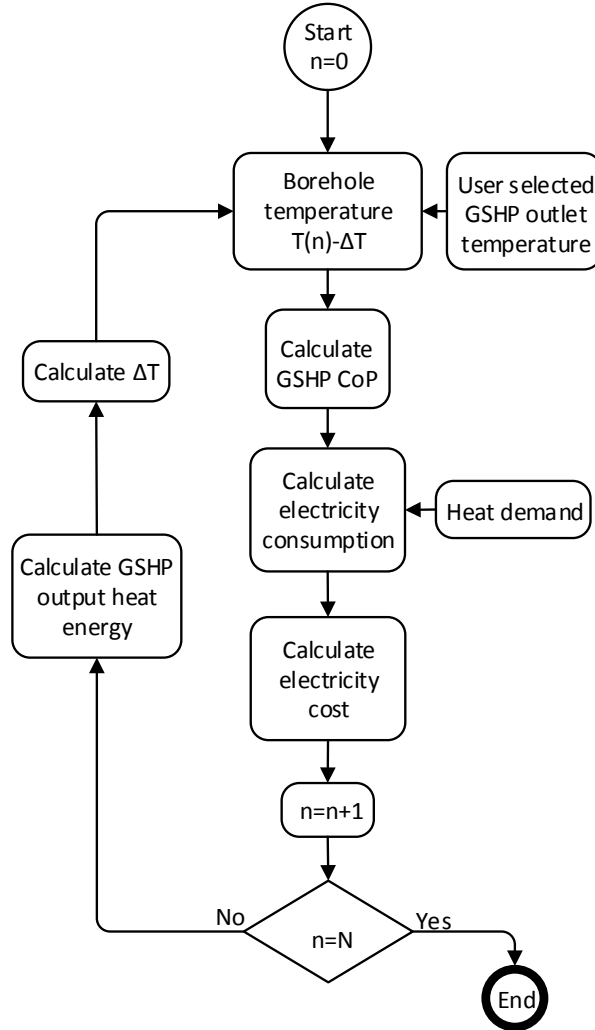 Start
n=0
Borehole
temperature
T(n)-ΔT
User selected
GSHP outlet
temperature
Calculate
GSHP CoP
Calculate ΔT
Calculate
electricity
consumption
Heat demand
Calculate GSHP
output heat
energy
Calculate
electricity
cost
n=n+1
No
n=N
Yes
End